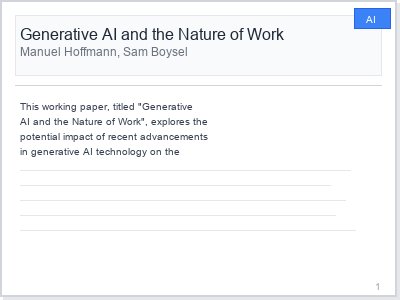 AI
Generative AI and the Nature of Work
Manuel Hoffmann, Sam Boysel
This working paper, titled "Generative
AI and the Nature of Work", explores the
potential impact of recent advancements
in generative AI technology on the
1